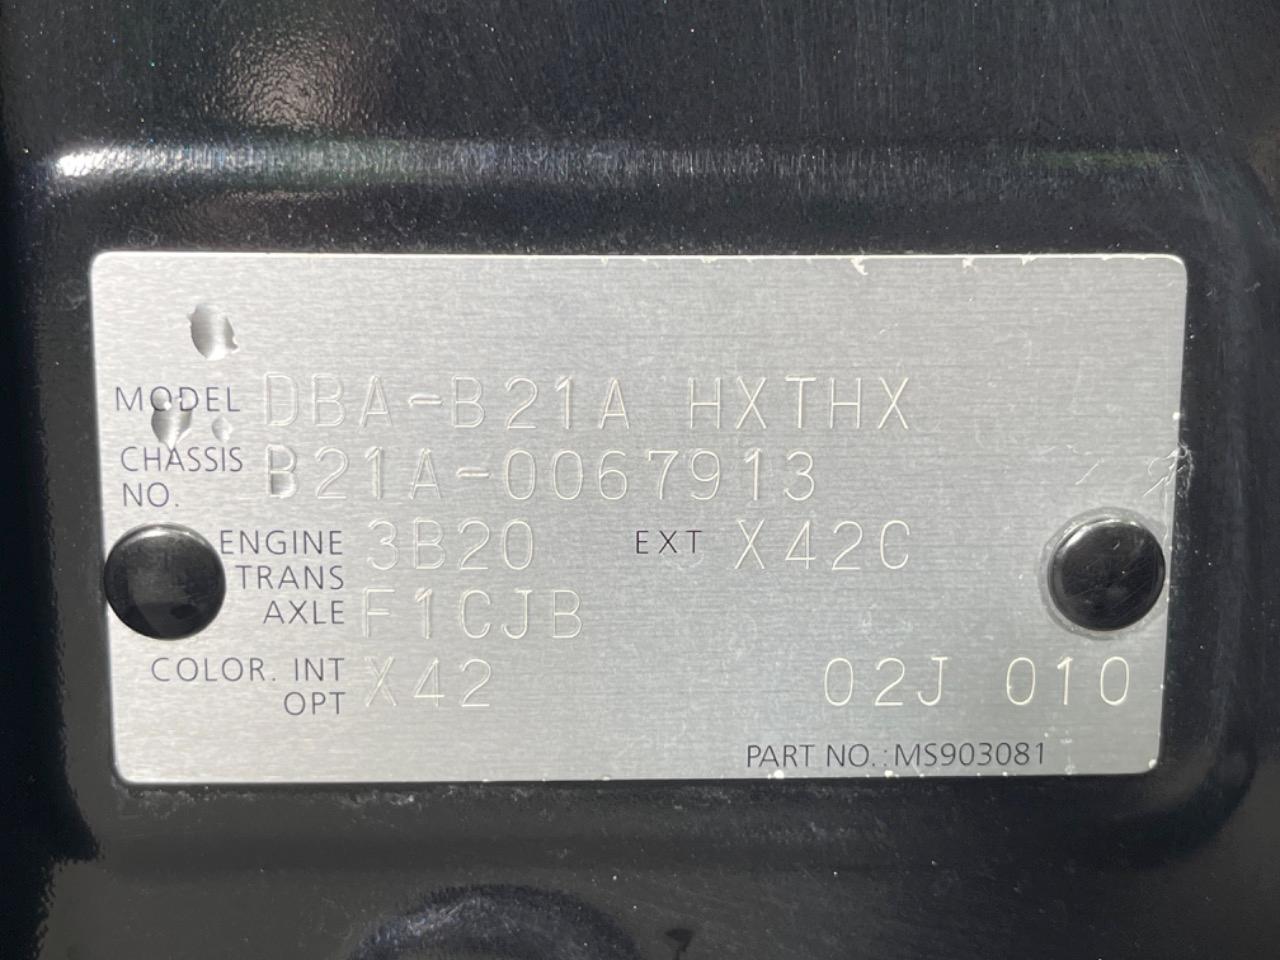 MODEL DBA-B21A HXTHX
CHASSIS NO. B21A-0067913
ENGINE 3B20 EXT X42C
TRANS AXLE F1CJB
COLOR. INT X42 02J 010
OPT
PART NO.: MS903081